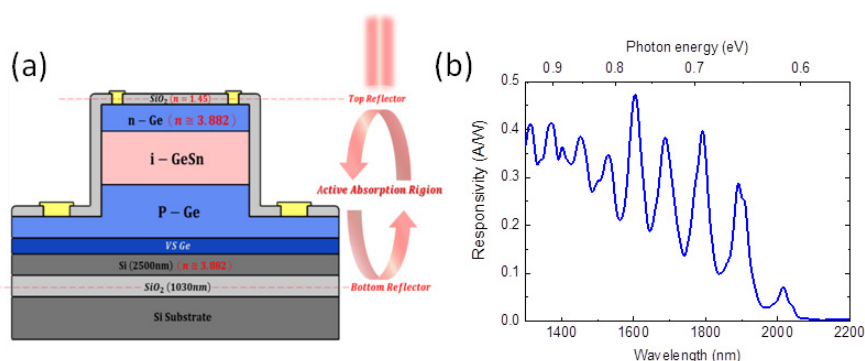 (a)
SiO₂ (n = 1.45)
Top Reflector
n – Ge (n ≅ 3.882)
i – GeSn
Active Absorption Rigion
P – Ge
VS Ge
Si (2500nm) (n ≅ 3.882)
SiO₂ (1030nm)
Bottom Reflector
Si Substrate
(b)
Photon energy (eV)
0.9 0.8 0.7 0.6
Responsivity (A/W)
0.5
0.4
0.3
0.2
0.1
0.0
1400 1600 1800 2000 2200
Wavelength (nm)